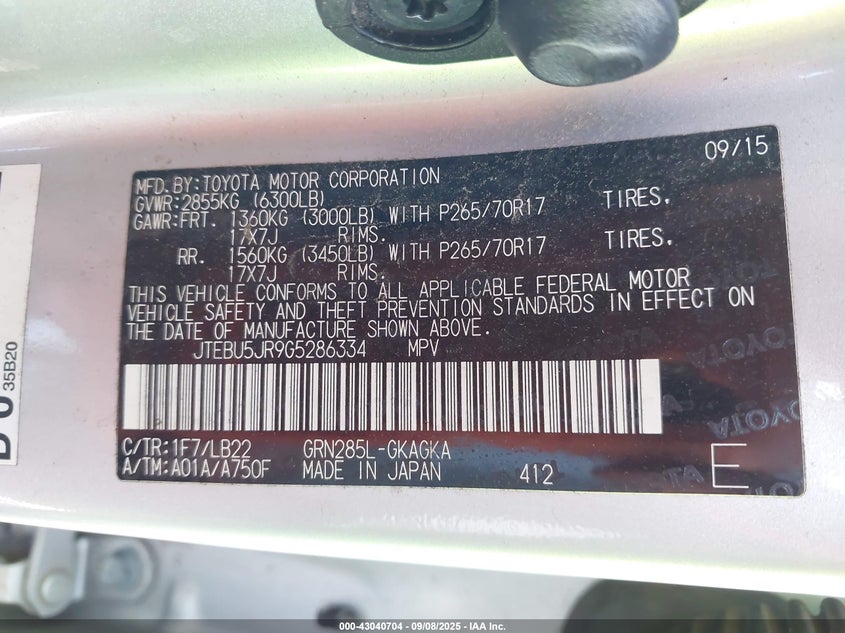 09/15
MFD.BY:TOYOTA MOTOR CORPORATION
GVWR:2855KG (6300LB)
GAWR:FRT. 1360KG (3000LB) WITH P265/70R17 TIRES,
17X7J RIMS.
RR. 1560KG (3450LB) WITH P265/70R17 TIRES,
17X7J RIMS.
THIS VEHICLE CONFORMS TO ALL APPLICABLE FEDERAL MOTOR
VEHICLE SAFETY AND THEFT PREVENTION STANDARDS IN EFFECT ON
THE DATE OF MANUFACTURE SHOWN ABOVE.
JTEBU5JR9G5286334 MPV
C/TR:1F7/LB22 GRN285L-GKAGKA
A/TM:A01A/A750F MADE IN JAPAN 412 E
35B20
TOYOTA
000-43040704 - 09/08/2025 - IAA Inc.